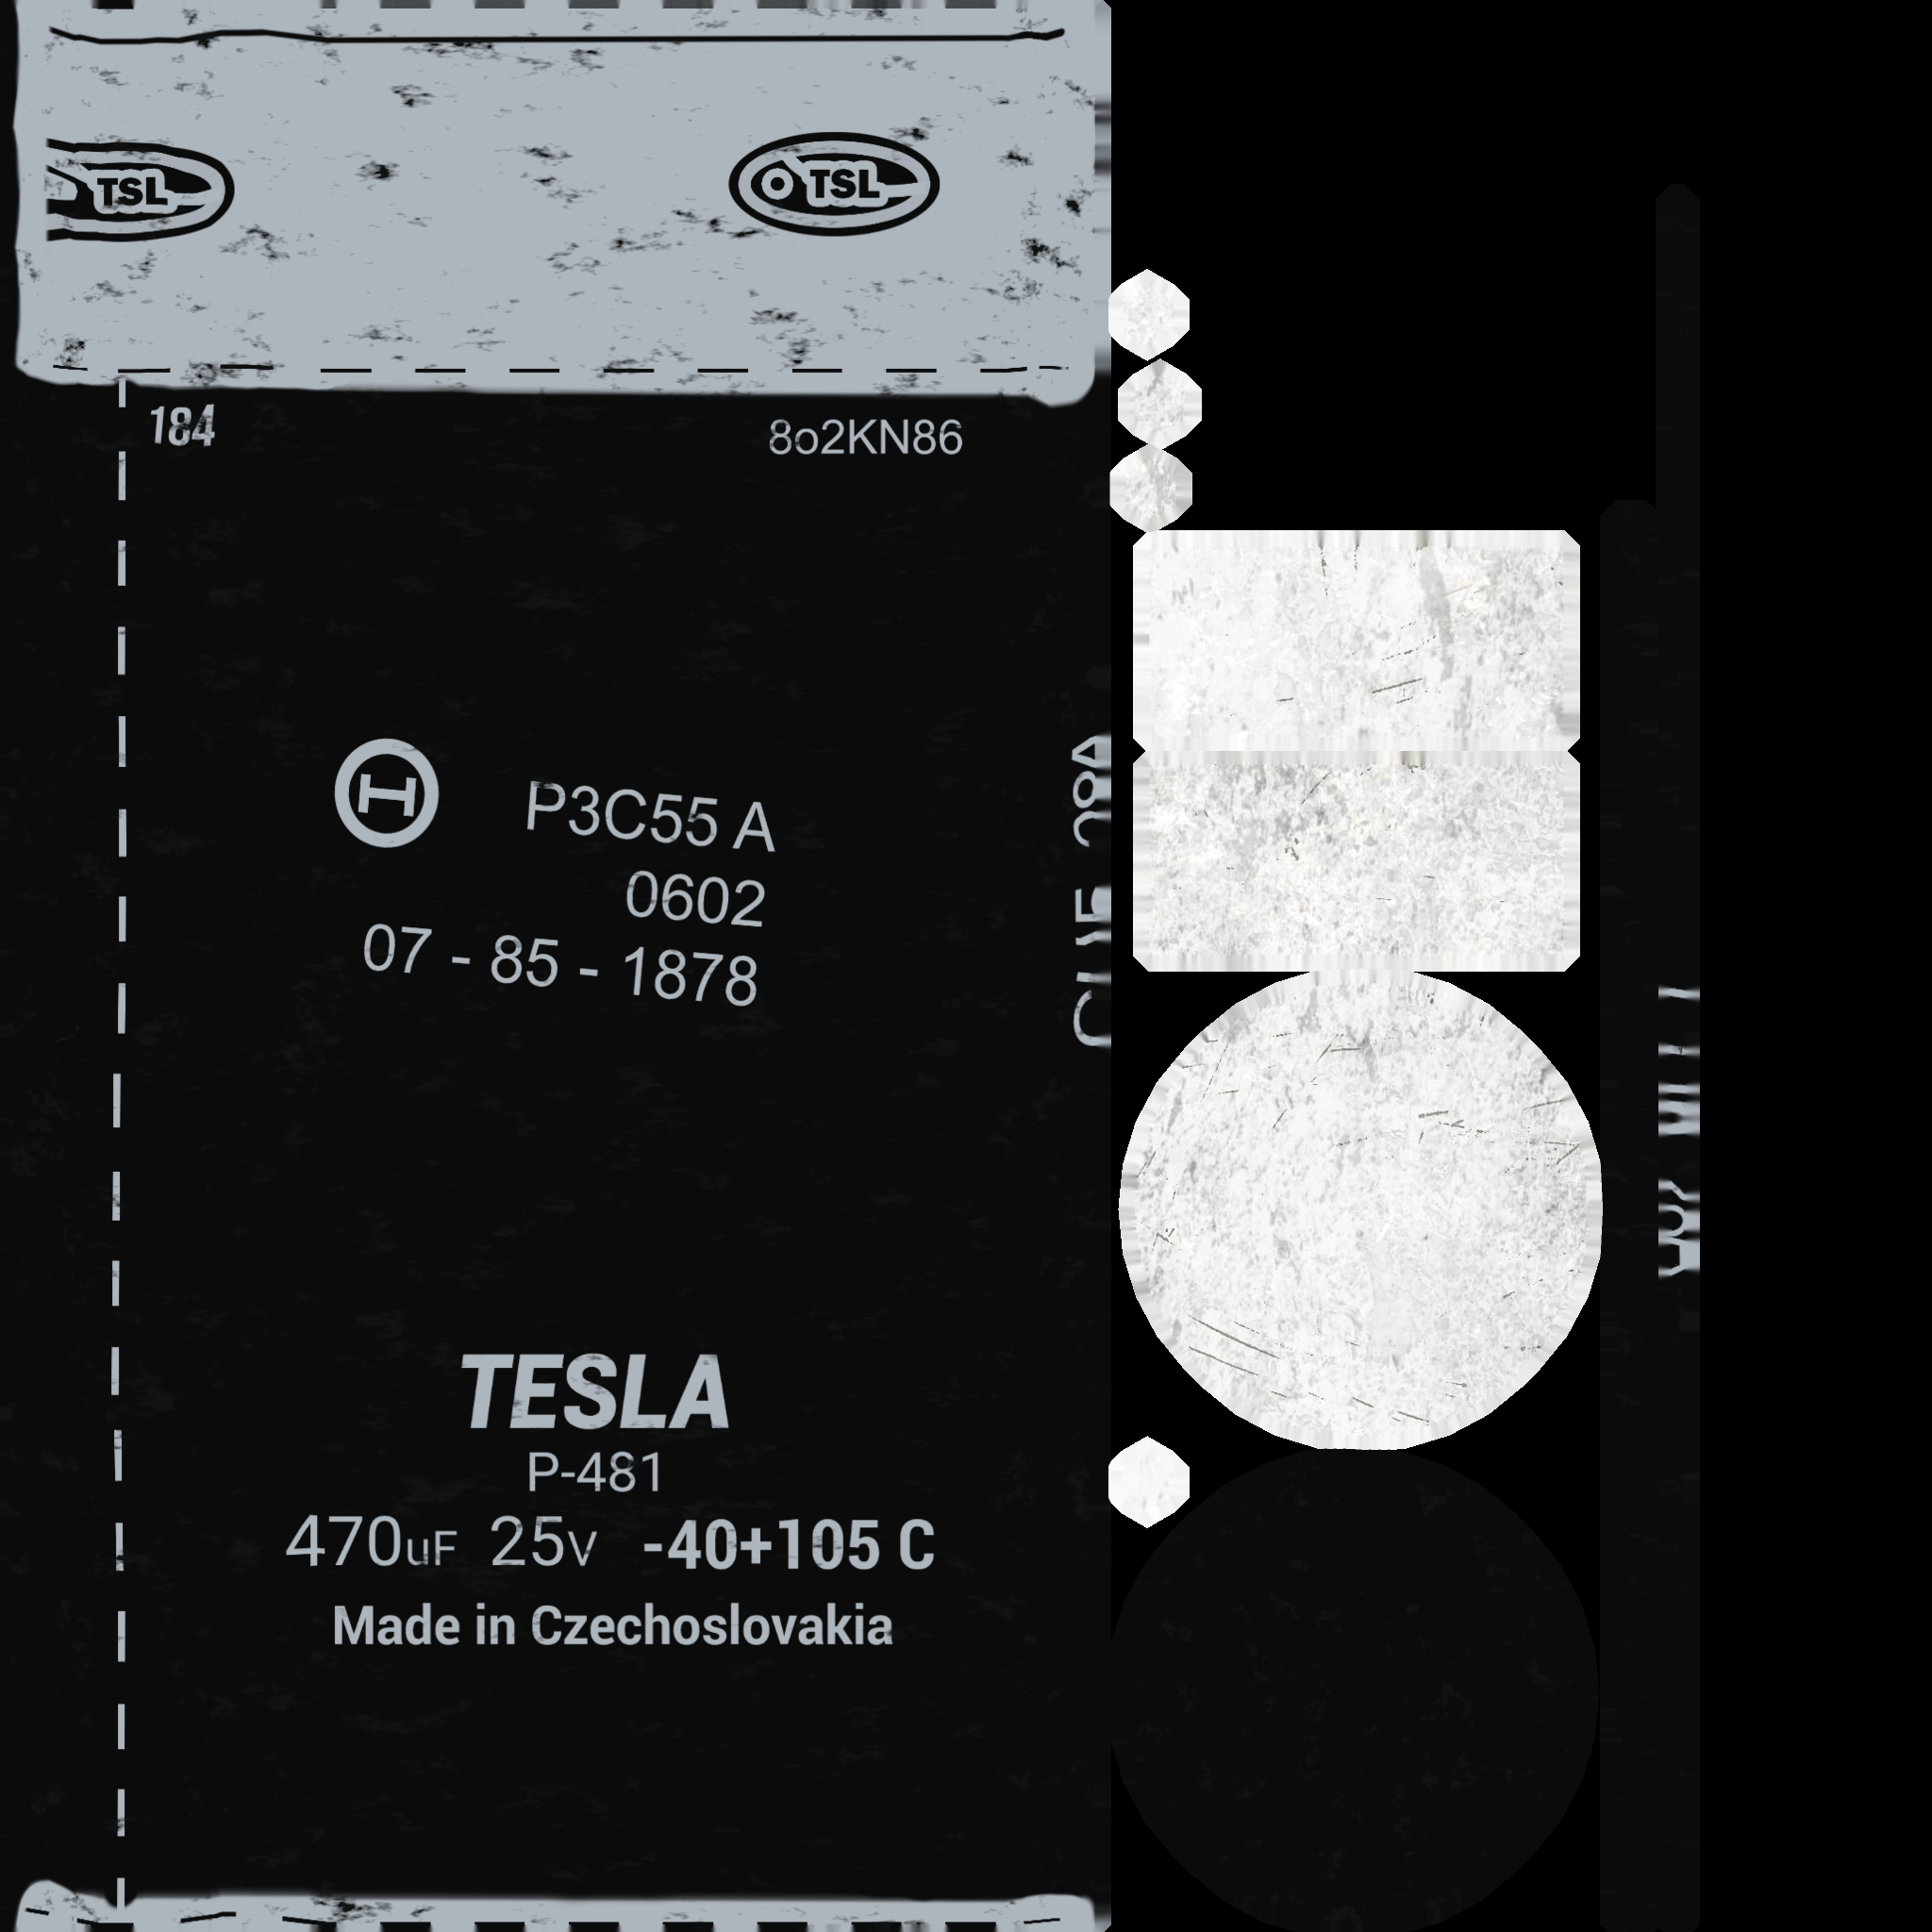 TSL
TSL
184
8o2KN86
P3C55 A
0602
07 - 85 - 1878
TESLA
P-481
470uF 25V -40+105 C
Made in Czechoslovakia